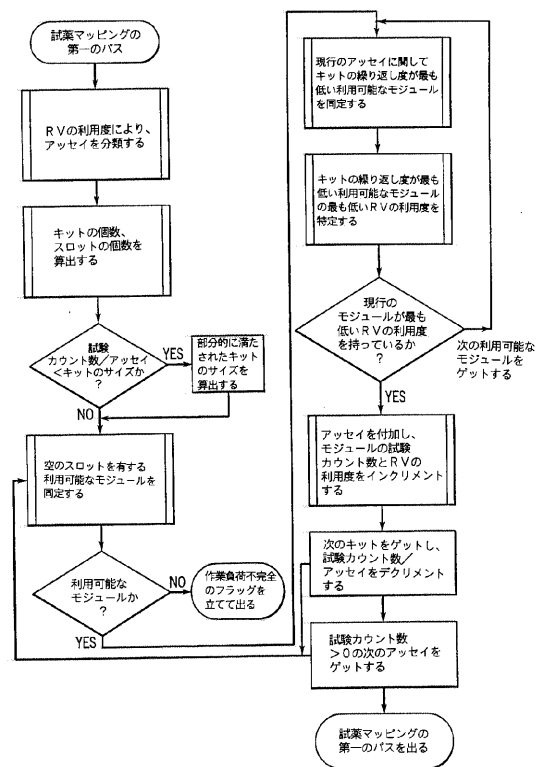 試薬マッピングの
第一のパス
ＲＶの利用度により、
アッセイを分類する
キットの個数、
スロットの個数を
算出する
試験
カウント数／アッセイ
＜キットのサイズか
？
YES
部分的に満た
されたキット
のサイズを
算出する
NO
空のスロットを有する
利用可能なモジュールを
同定する
利用可能な
モジュールか
？
NO
作業負荷不完全
のフラッグを
立てて出る
YES
現行のアッセイに関して
キットの繰り返し度が最も
低い利用可能なモジュール
を同定する
キットの繰り返し度が最も
低い利用可能なモジュール
の最も低いＲＶの利用度を
特定する
現行の
モジュールが最も
低いＲＶの利用度
を持っているか
？
次の利用可能な
モジュールを
ゲットする
YES
アッセイを付加し、
モジュールの試験
カウント数とＲＶの
利用度をインクリメント
する
次のキットをゲットし、
試験カウント数／
アッセイをデクリメント
する
試験カウント数
＞０の次のアッセイを
ゲットする
試薬マッピングの
第一のパスを出る